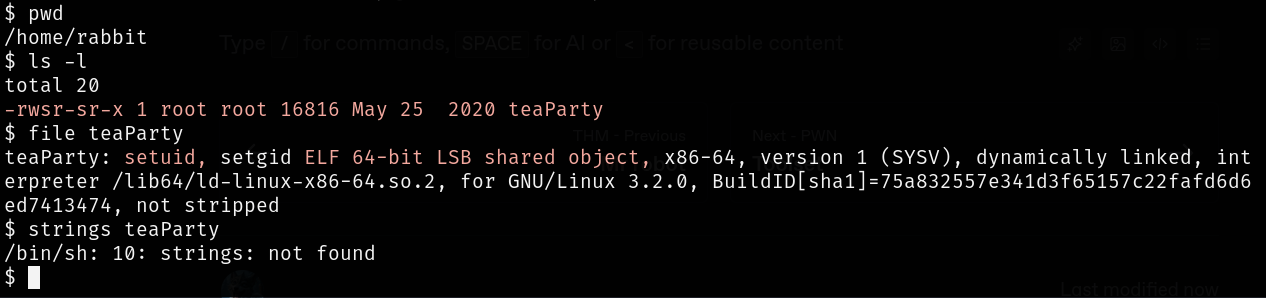 $ pwd
/home/rabbit
Type / for commands, SPACE for AI or < for reusable content
$ ls -l
total 20
-rwsr-sr-x 1 root root 16816 May 25  2020 teaParty
$ file teaParty
THM - Previous
Next - PWN
teaParty: setuid, setgid ELF 64-bit LSB shared object, x86-64, version 1 (SYSV), dynamically linked, int
erpreter /lib64/ld-linux-x86-64.so.2, for GNU/Linux 3.2.0, BuildID[sha1]=75a832557e341d3f65157c22fafd6d6
ed7413474, not stripped
$ strings teaParty
/bin/sh: 10: strings: not found
$
Last modified now